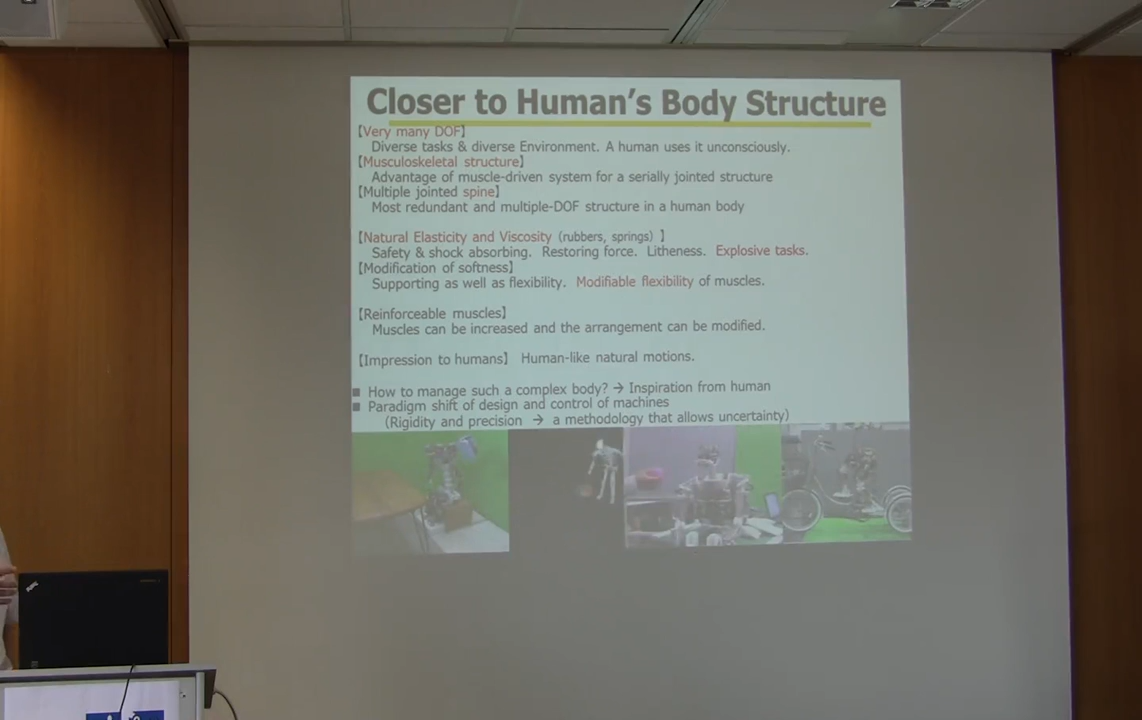 Closer to Human's Body Structure
【Very many DOF】
Diverse tasks & diverse Environment. A human uses it unconsciously.
【Musculoskeletal structure】
Advantage of muscle-driven system for a serially jointed structure
【Multiple jointed spine】
Most redundant and multiple-DOF structure in a human body
【Natural Elasticity and Viscosity (rubbers, springs) 】
Safety & shock absorbing. Restoring force. Litheness. Explosive tasks.
【Modification of softness】
Supporting as well as flexibility. Modifiable flexibility of muscles.
【Reinforceable muscles】
Muscles can be increased and the arrangement can be modified.
【Impression to humans】 Human-like natural motions.
■ How to manage such a complex body? → Inspiration from human
■ Paradigm shift of design and control of machines
(Rigidity and precision → a methodology that allows uncertainty)